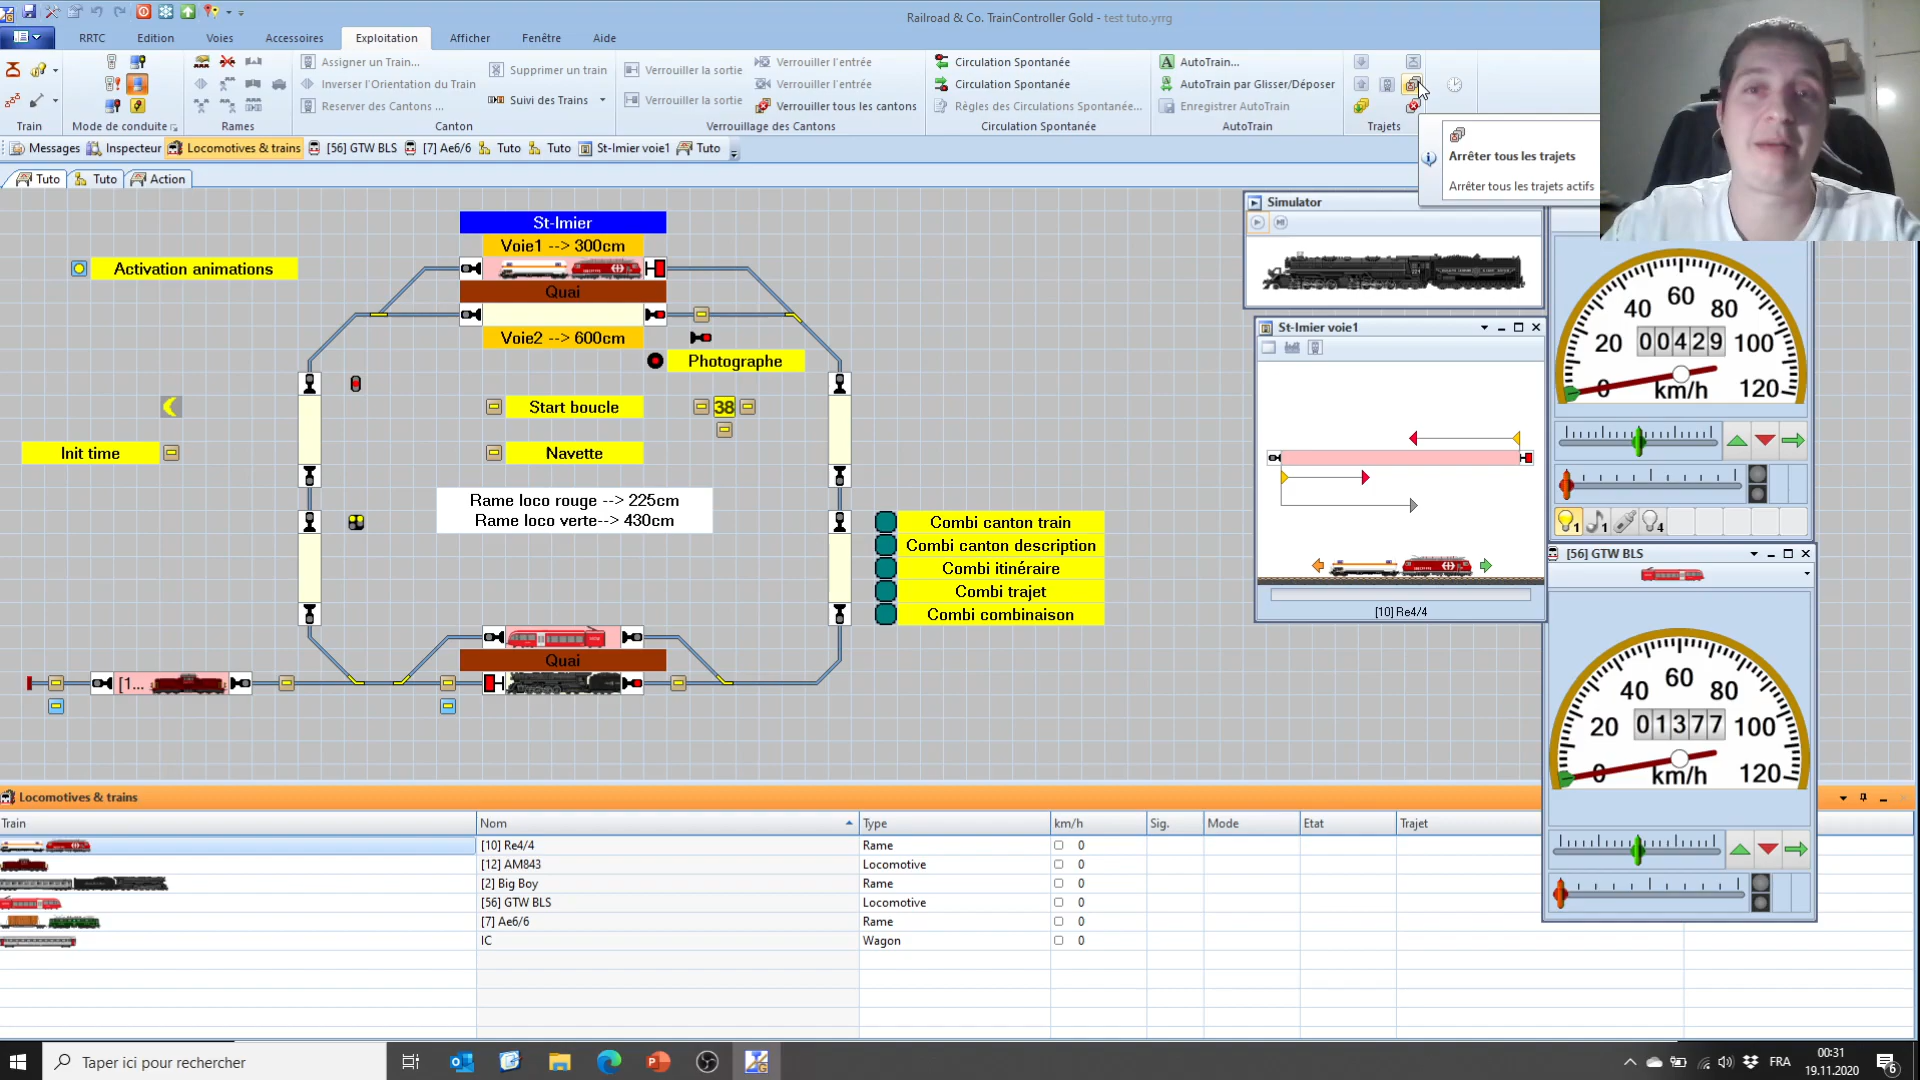 Railroad & Co. TrainController Gold - test tuto.yrrg
RRTC
Edition
Voies
Accessoires
Exploitation
Afficher
Fenêtre
Aide
Assigner un Train...
Inverser l'Orientation du Train
Reserver des Cantons ...
Supprimer un train
Suivi des Trains
Verrouiller la sortie
Verrouiller la sortie
Verrouiller l'entrée
Verrouiller l'entrée
Verrouiller tous les cantons
Circulation Spontanée
Circulation Spontanée
Règles des Circulations Spontanée...
AutoTrain...
AutoTrain par Glisser/Déposer
Enregistrer AutoTrain
Train
Mode de conduite
Rames
Canton
Verrouillage des Cantons
Circulation Spontanée
AutoTrain
Trajets
Messages
Inspecteur
Locomotives & trains
[56] GTW BLS
[7] Ae6/6
Tuto
Tuto
St-Imier voie1
Tuto
Arrêter tous les trajets
Arrêter tous les trajets actifs
Tuto
Tuto
Action
St-Imier
Voie1 --> 300cm
Quai
Voie2 --> 600cm
Activation animations
Photographe
Start boucle
38
Init time
Navette
Rame loco rouge --> 225cm
Rame loco verte--> 430cm
Combi canton train
Combi canton description
Combi itinéraire
Combi trajet
Combi combinaison
Quai
[1...
Simulator
St-Imier voie1
[10] Re4/4
0 20 40 60 80 100 120
00429
km/h
1 1 4
[56] GTW BLS
0 20 40 60 80 100 120
01377
km/h
Locomotives & trains
Train Nom Type km/h Sig. Mode Etat Trajet
[10] Re4/4 Rame 0
[12] AM843 Locomotive 0
[2] Big Boy Rame 0
[56] GTW BLS Locomotive 0
[7] Ae6/6 Rame 0
IC Wagon 0
Taper ici pour rechercher
FRA
00:31
19.11.2020
6